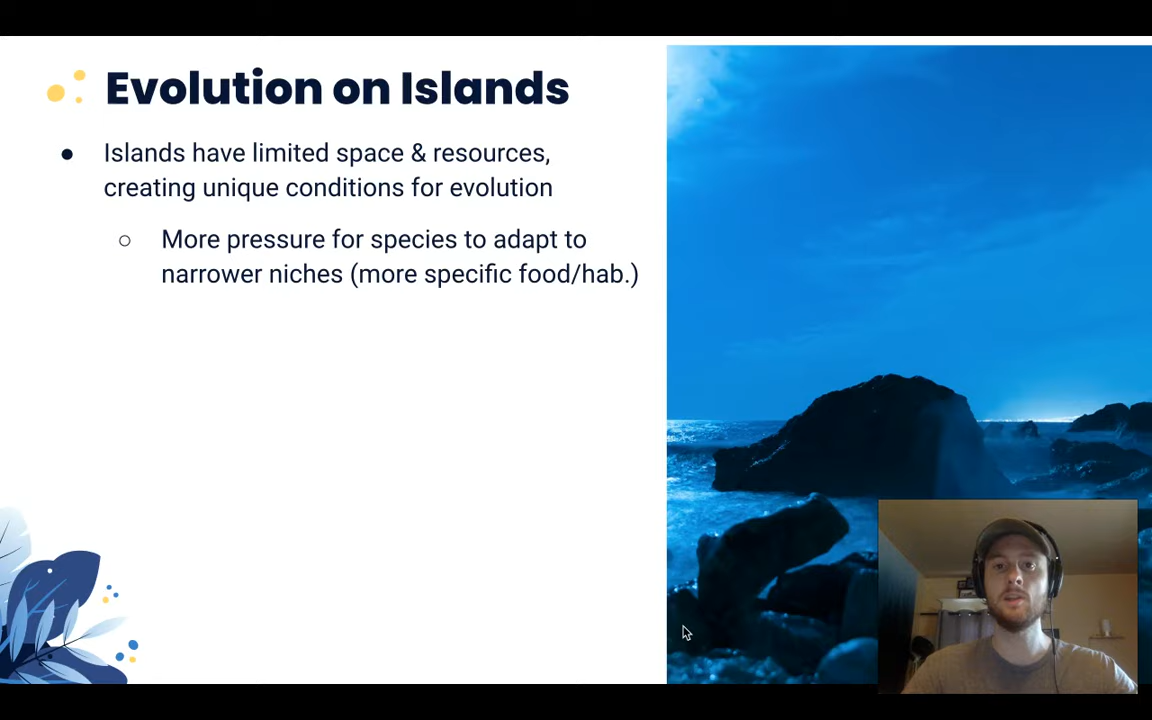 Evolution on Islands
● Islands have limited space & resources,
creating unique conditions for evolution
○ More pressure for species to adapt to
narrower niches (more specific food/hab.)